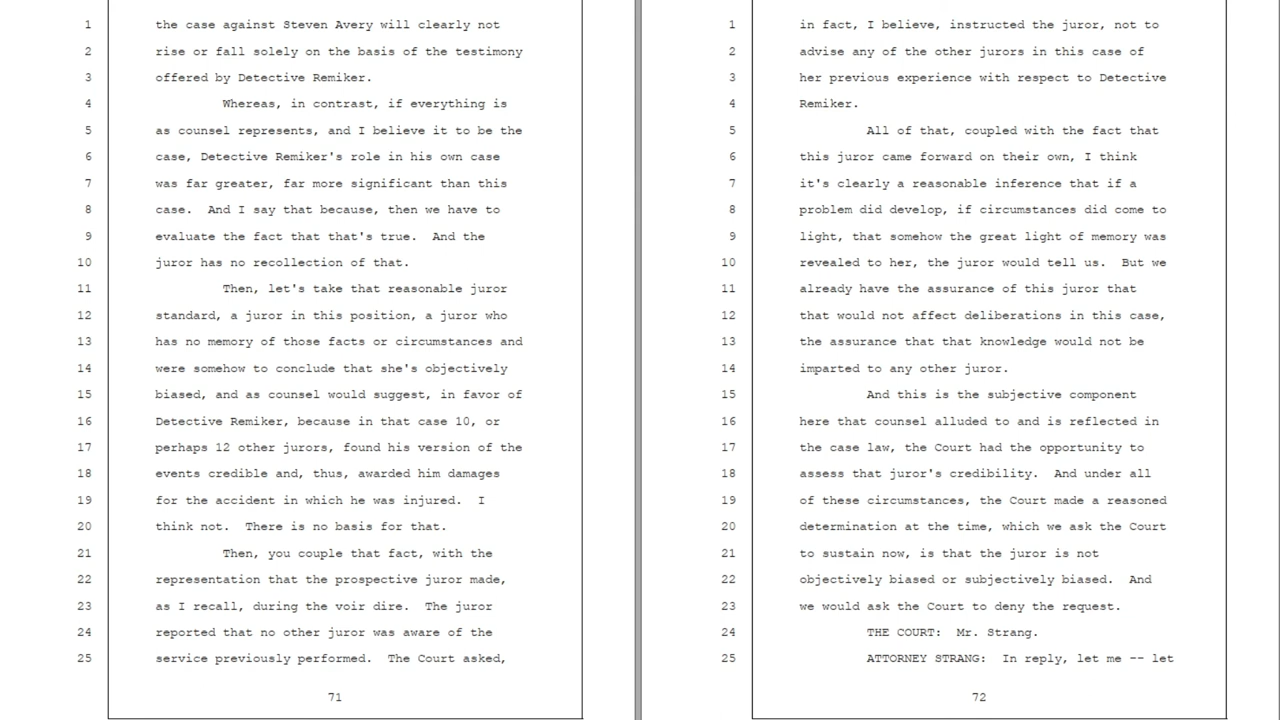 1 the case against Steven Avery will clearly not
2 rise or fall solely on the basis of the testimony
3 offered by Detective Remiker.
4 Whereas, in contrast, if everything is
5 as counsel represents, and I believe it to be the
6 case, Detective Remiker's role in his own case
7 was far greater, far more significant than this
8 case. And I say that because, then we have to
9 evaluate the fact that that's true. And the
10 juror has no recollection of that.
11 Then, let's take that reasonable juror
12 standard, a juror in this position, a juror who
13 has no memory of those facts or circumstances and
14 were somehow to conclude that she's objectively
15 biased, and as counsel would suggest, in favor of
16 Detective Remiker, because in that case 10, or
17 perhaps 12 other jurors, found his version of the
18 events credible and, thus, awarded him damages
19 for the accident in which he was injured. I
20 think not. There is no basis for that.
21 Then, you couple that fact, with the
22 representation that the prospective juror made,
23 as I recall, during the voir dire. The juror
24 reported that no other juror was aware of the
25 service previously performed. The Court asked,
71
1 in fact, I believe, instructed the juror, not to
2 advise any of the other jurors in this case of
3 her previous experience with respect to Detective
4 Remiker.
5 All of that, coupled with the fact that
6 this juror came forward on their own, I think
7 it's clearly a reasonable inference that if a
8 problem did develop, if circumstances did come to
9 light, that somehow the great light of memory was
10 revealed to her, the juror would tell us. But we
11 already have the assurance of this juror that
12 that would not affect deliberations in this case,
13 the assurance that that knowledge would not be
14 imparted to any other juror.
15 And this is the subjective component
16 here that counsel alluded to and is reflected in
17 the case law, the Court had the opportunity to
18 assess that juror's credibility. And under all
19 of these circumstances, the Court made a reasoned
20 determination at the time, which we ask the Court
21 to sustain now, is that the juror is not
22 objectively biased or subjectively biased. And
23 we would ask the Court to deny the request.
24 THE COURT: Mr. Strang.
25 ATTORNEY STRANG: In reply, let me -- let
72